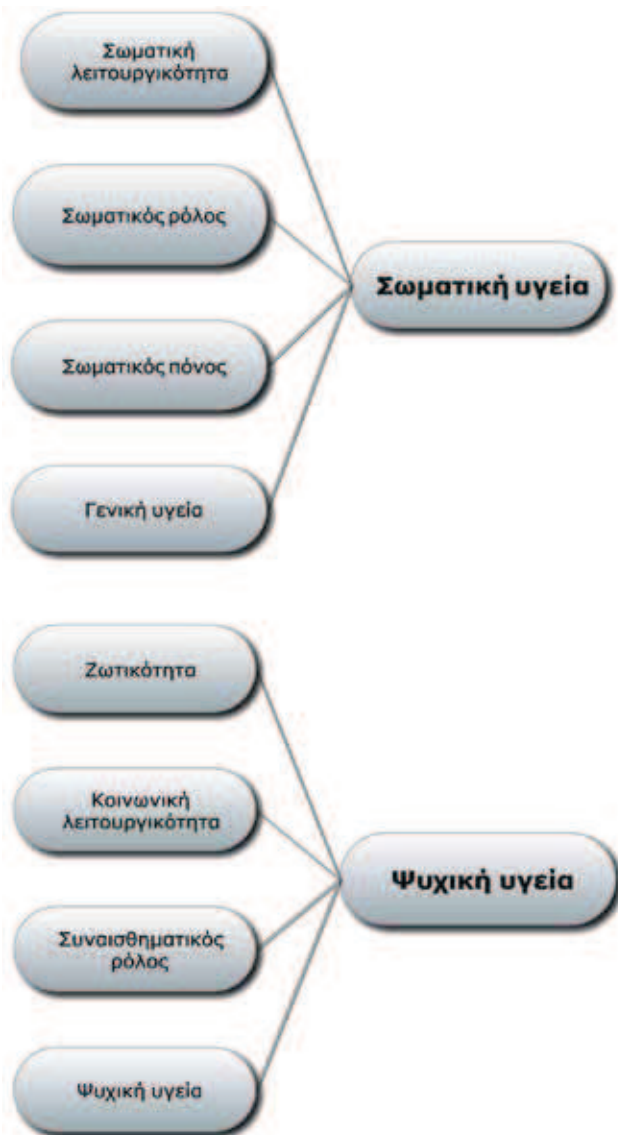 Σωματική
λειτουργικότητα
Σωματικός ρόλος
Σωματικός πόνος
Γενική υγεία
Σωματική υγεία
Ζωτικότητα
Κοινωνική
λειτουργικότητα
Συναισθηματικός
ρόλος
Ψυχική υγεία
Ψυχική υγεία